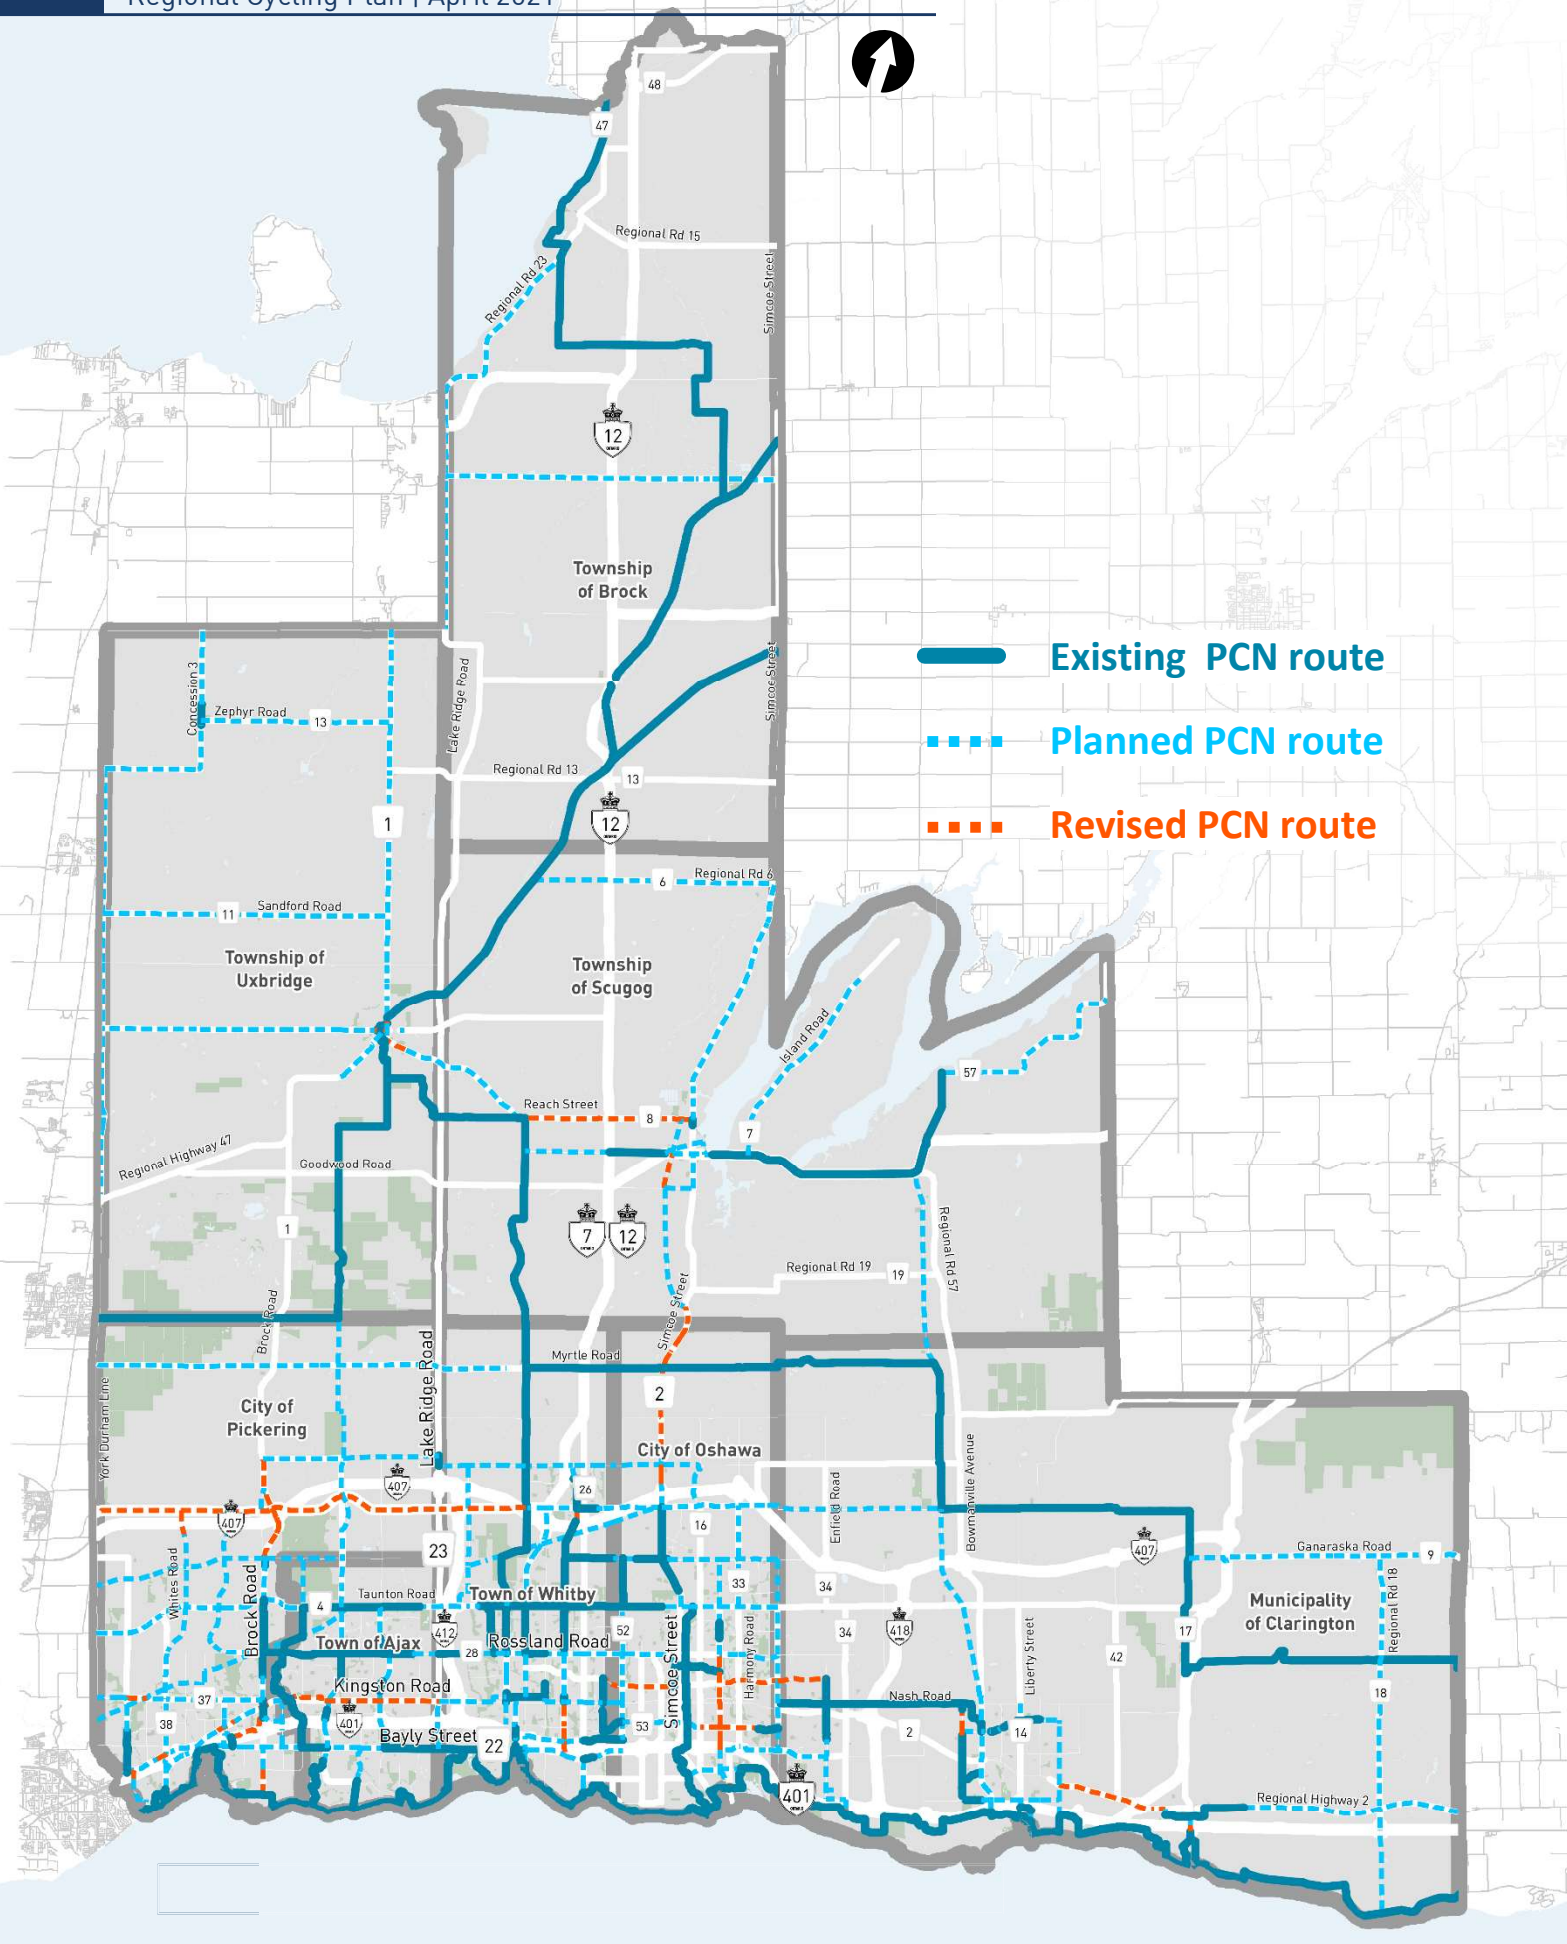 Regional Cycling Plan | April 2021
48
47
Regional Rd 15
Regional Rd 23
Simcoe Street
12
Township
of Brock
Existing PCN route
Planned PCN route
Revised PCN route
Concession 3
Zephyr Road
13
Lake Ridge Road
Simcoe Street
Regional Rd 13
13
1
12
6
Regional Rd 6
11
Sandford Road
Township of
Uxbridge
Township
of Scugog
Island Road
57
Reach Street
8
7
Regional Highway 47
Goodwood Road
1
7
12
Regional Rd 57
Regional Rd 19
19
Simcoe Street
Brock Road
Lake Ridge Road
Myrtle Road
York Durham Line
City of
Pickering
2
City of Oshawa
407
26
407
16
Enfield Road
Bowmanville Avenue
407
Ganaraska Road
9
23
Whites Road
Brock Road
Taunton Road
4
Town of Whitby
33
34
Regional Rd 18
Municipality
of Clarington
412
Town of Ajax
28
Rossland Road
52
Simcoe Street
Harmony Road
34
418
Liberty Street
42
17
37
Kingston Road
Nash Road
18
38
401
Bayly Street
22
53
2
14
401
Regional Highway 2
18